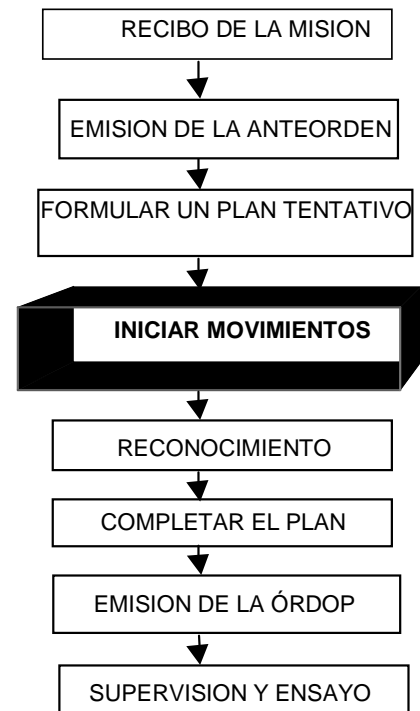 RECIBO DE LA MISION
EMISION DE LA ANTEORDEN
FORMULAR UN PLAN TENTATIVO
INICIAR MOVIMIENTOS
RECONOCIMIENTO
COMPLETAR EL PLAN
EMISION DE LA ÓRDOP
SUPERVISION Y ENSAYO